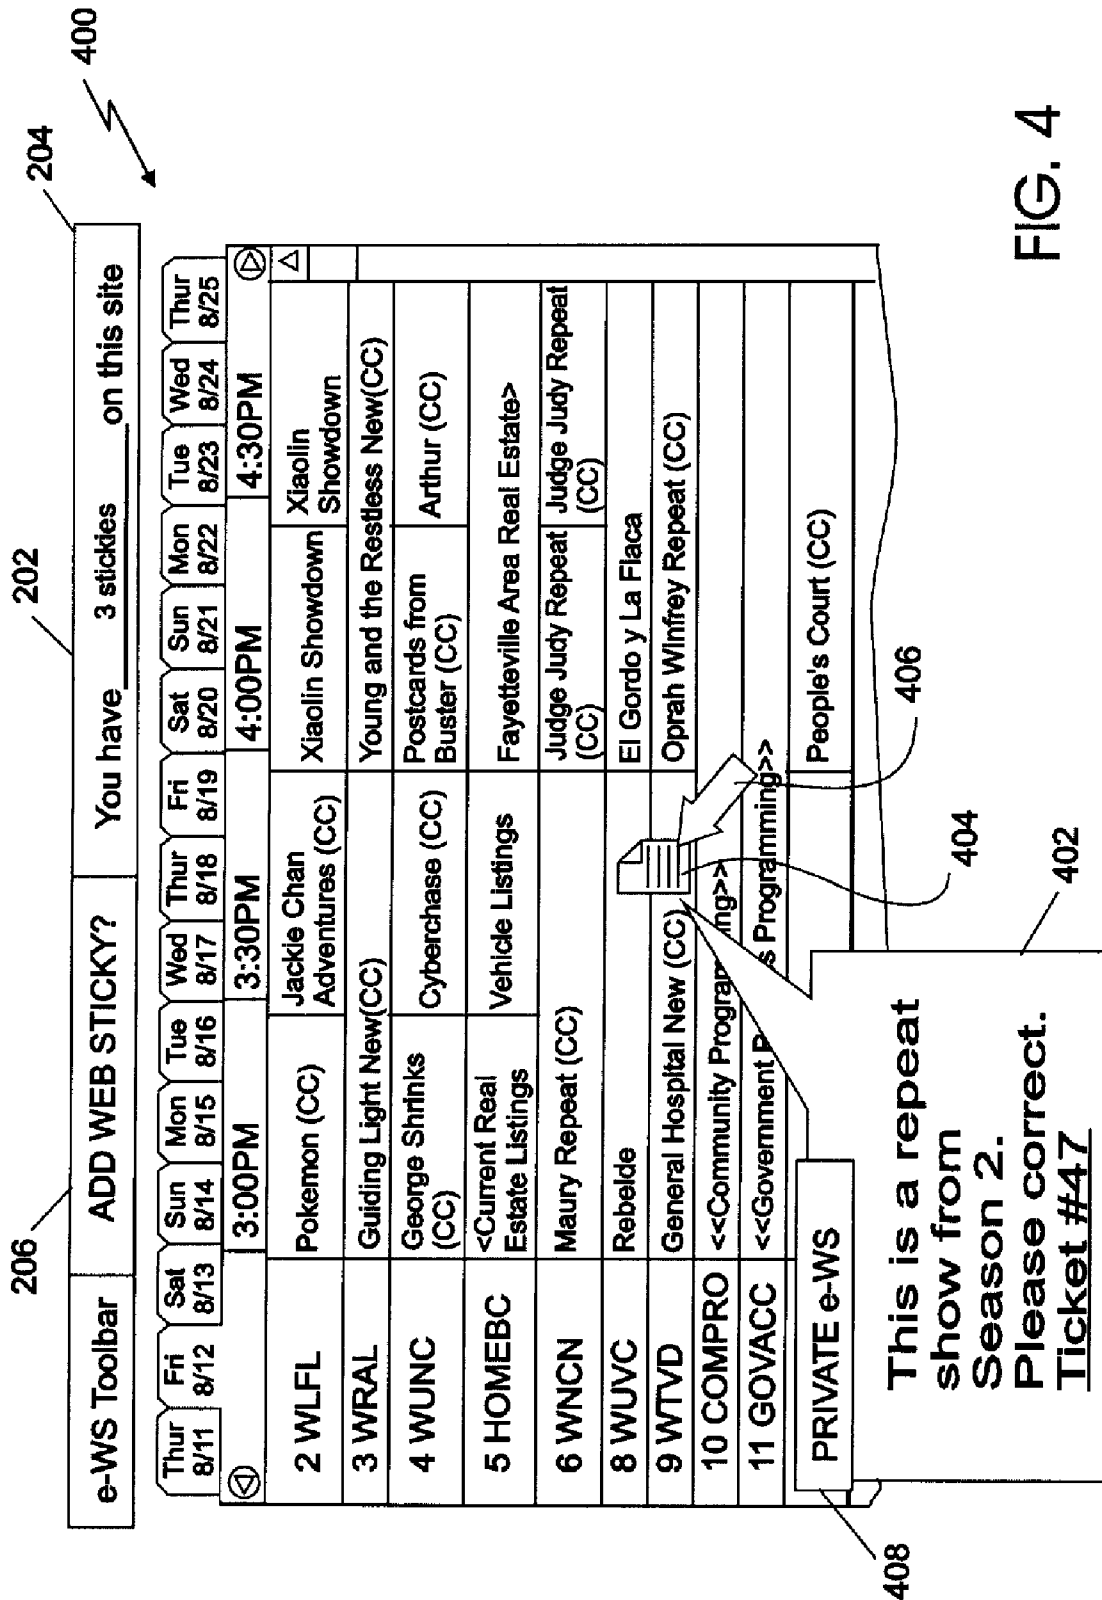 400
204
202
206
e-WS Toolbar
ADD WEB STICKY?
You have 3 stickies on this site
Thur 8/11
Fri 8/12
Sat 8/13
Sun 8/14
Mon 8/15
Tue 8/16
Wed 8/17
Thur 8/18
Fri 8/19
Sat 8/20
Sun 8/21
Mon 8/22
Tue 8/23
Wed 8/24
Thur 8/25
3:00PM
3:30PM
4:00PM
4:30PM
2 WLFL
Pokemon (CC)
Jackie Chan
Adventures (CC)
Xiaolin Showdown
Xiaolin
Showdown
3 WRAL
Guiding Light New(CC)
Young and the Restless New(CC)
4 WUNC
George Shrinks
(CC)
Cyberchase (CC)
Postcards from
Buster (CC)
Arthur (CC)
5 HOMEBC
<Current Real
Estate Listings
Vehicle Listings
Fayetteville Area Real Estate>
6 WNCN
Maury Repeat (CC)
Judge Judy Repeat
(CC)
Judge Judy Repeat
(CC)
8 WUVC
Rebelde
El Gordo y La Flaca
9 WTVD
General Hospital New (CC)
Oprah Winfrey Repeat (CC)
10 COMPRO
<<Community Programming>>
11 GOVACC
<<Government P s Programming>>
People's Court (CC)
PRIVATE e-WS
This is a repeat
show from
Season 2.
Please correct.
Ticket #47
408
406
404
402
FIG. 4